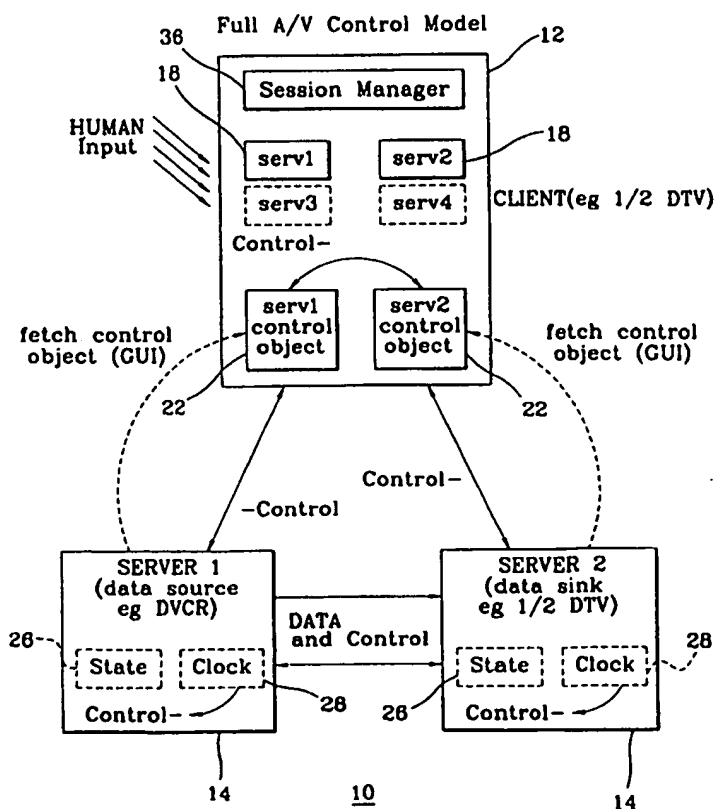 Full A/V Control Model
36
12
Session Manager
18
18
HUMAN
Input
serv1
serv2
serv3
serv4
CLIENT(eg 1/2 DTV)
Control-
serv1
control
object
serv2
control
object
fetch control
object (GUI)
fetch control
object (GUI)
22
22
-Control
Control-
SERVER 1
(data source
eg DVCR)
SERVER 2
(data sink
eg 1/2 DTV)
DATA
and Control
26
State
Clock
28
Control-
26
State
Clock
28
Control-
14
10
14